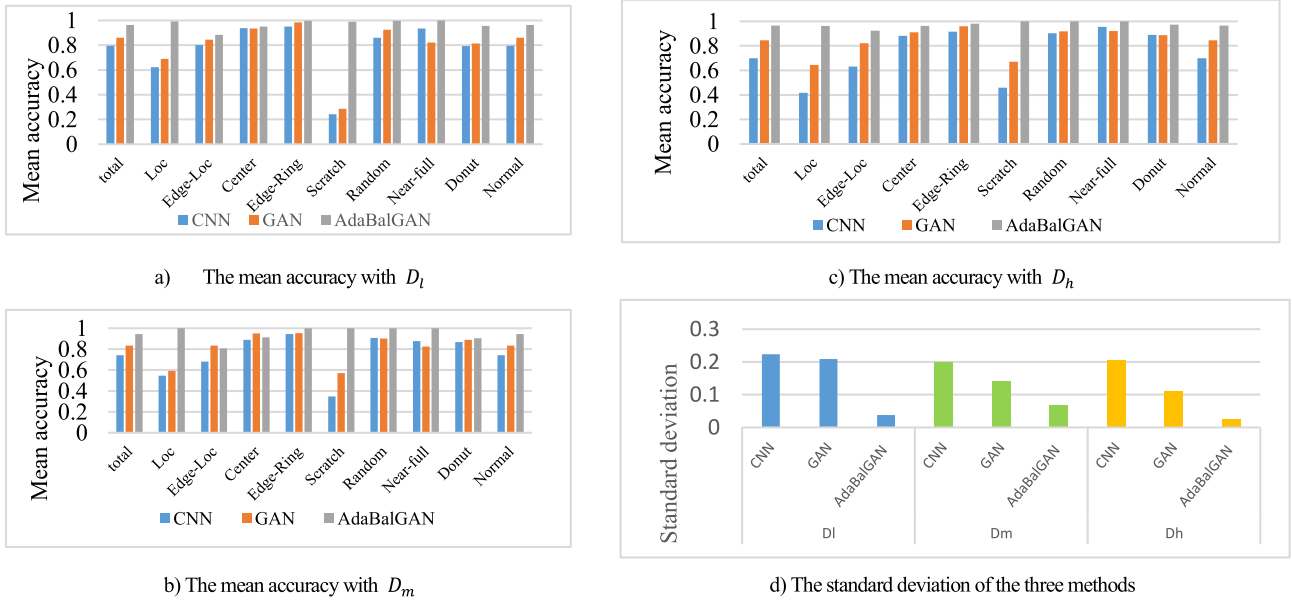 Mean accuracy
1
0.8
0.6
0.4
0.2
0
total Loc Edge-Loc Center Edge-Ring Scratch Random Near-full Donut Normal
CNN GAN AdaBalGAN
a) The mean accuracy with D_l
Mean accuracy
1
0.8
0.6
0.4
0.2
0
total Loc Edge-Loc Center Edge-Ring Scratch Random Near-full Donut Normal
CNN GAN AdaBalGAN
b) The mean accuracy with D_m
Mean accuracy
1
0.8
0.6
0.4
0.2
0
total Loc Edge-Loc Center Edge-Ring Scratch Random Near-full Donut Normal
CNN GAN AdaBalGAN
c) The mean accuracy with D_h
Standard deviation
0.3
0.2
0.1
0
CNN GAN AdaBalGAN CNN GAN AdaBalGAN CNN GAN AdaBalGAN
Dl Dm Dh
d) The standard deviation of the three methods